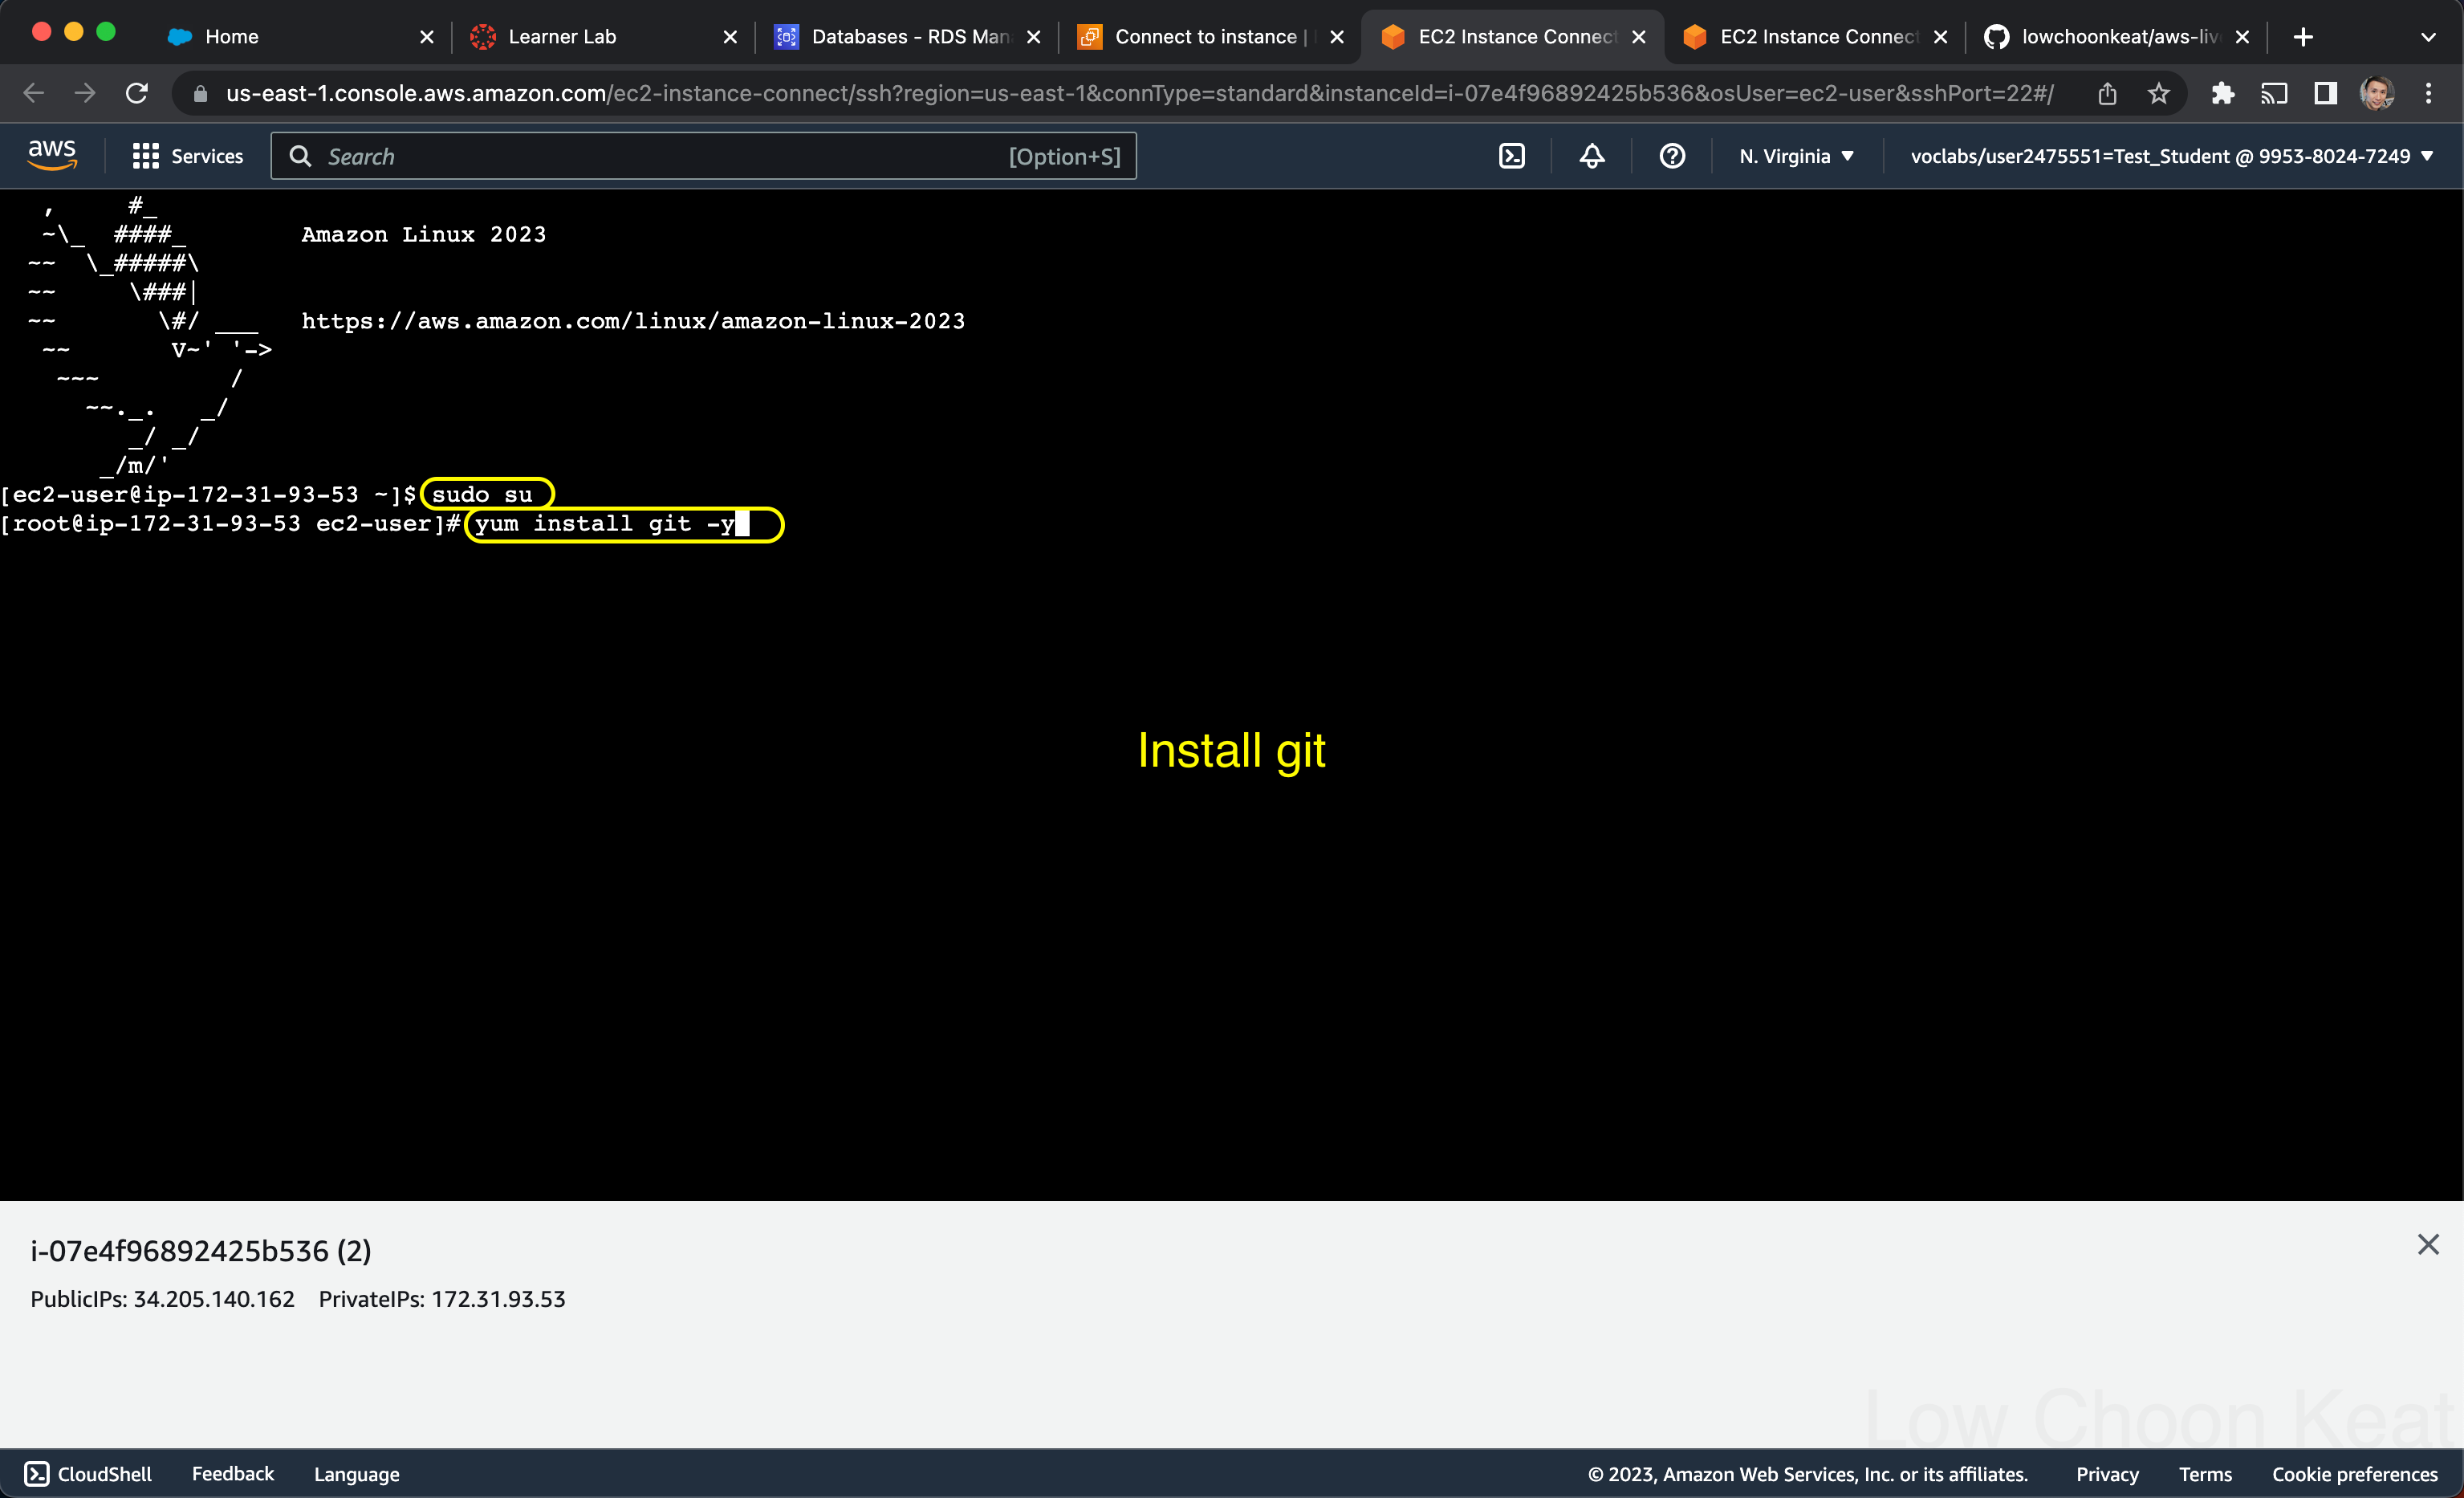 Home
Learner Lab
Databases - RDS Man
Connect to instance |
EC2 Instance Connect
EC2 Instance Connect
lowchoonkeat/aws-liv
us-east-1.console.aws.amazon.com/ec2-instance-connect/ssh?region=us-east-1&connType=standard&instanceId=i-07e4f96892425b536&osUser=ec2-user&sshPort=22#/
aws
Services
Search
[Option+S]
N. Virginia
voclabs/user2475551=Test_Student @ 9953-8024-7249
   ,     #_
   ~\_  ####_        Amazon Linux 2023
  ~~  \_#####\
  ~~     \###|
  ~~       \#/ ___   https://aws.amazon.com/linux/amazon-linux-2023
   ~~       V~' '->
    ~~~         /
      ~~._.   _/
         _/ _/
       _/m/'
[ec2-user@ip-172-31-93-53 ~]$ sudo su
[root@ip-172-31-93-53 ec2-user]# yum install git -y
Install git
i-07e4f96892425b536 (2)
PublicIPs: 34.205.140.162 PrivateIPs: 172.31.93.53
Low Choon Keat
CloudShell
Feedback
Language
© 2023, Amazon Web Services, Inc. or its affiliates.
Privacy
Terms
Cookie preferences